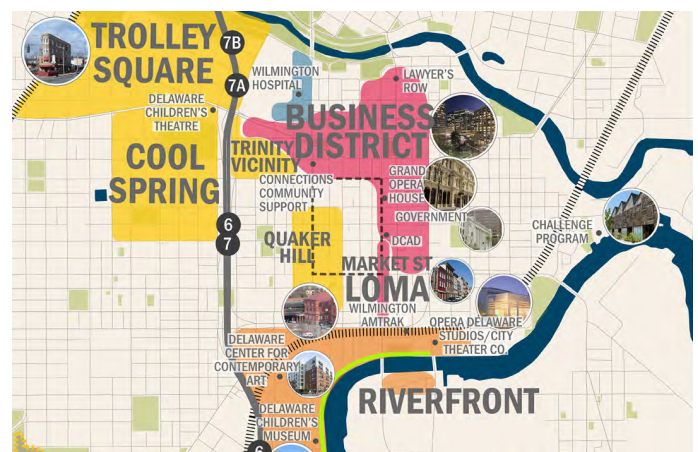 TROLLEY
SQUARE
7B
7A
WILMINGTON
HOSPITAL
LAWYER'S
ROW
DELAWARE
CHILDREN'S
THEATRE
BUSINESS
DISTRICT
COOL
SPRING
TRINITY
VICINITY
CONNECTIONS
COMMUNITY
SUPPORT
GRAND
OPERA
HOUSE
GOVERNMENT
6
7
QUAKER
HILL
DCAD
CHALLENGE
PROGRAM
MARKET ST
LOMA
WILMINGTON
AMTRAK
OPERA DELAWARE
STUDIOS/CITY
THEATER CO.
DELAWARE
CENTER FOR
CONTEMPORARY
ART
RIVERFRONT
DELAWARE
CHILDREN'S
MUSEUM
6